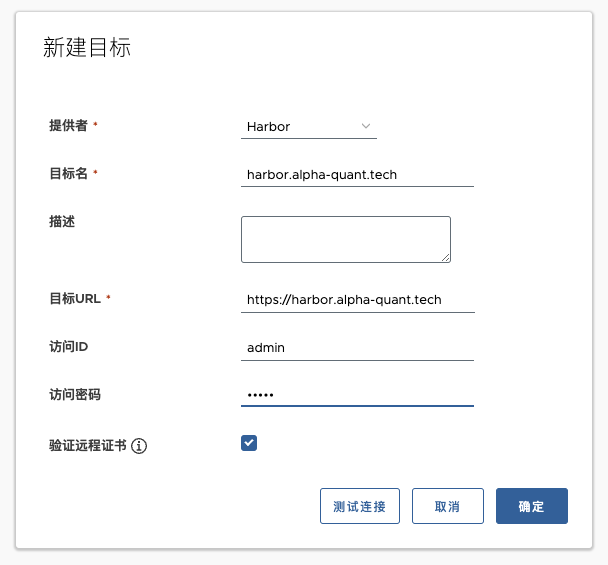 新建目标
提供者 *
Harbor
目标名 *
harbor.alpha-quant.tech
描述
目标URL *
https://harbor.alpha-quant.tech
访问ID
admin
访问密码
•••••
验证远程证书
测试连接
取消
确定